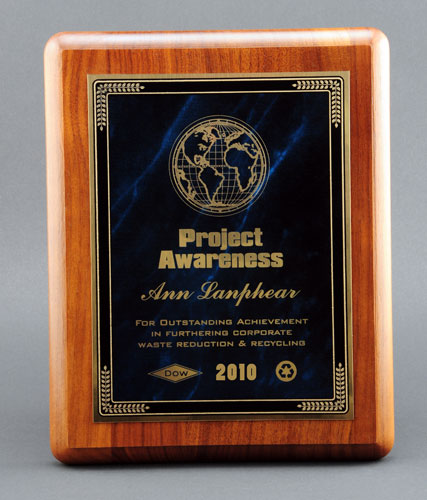 Project
Awareness
Ann Lanphear
For Outstanding Achievement
in furthering corporate
waste reduction & recycling
Dow 2010